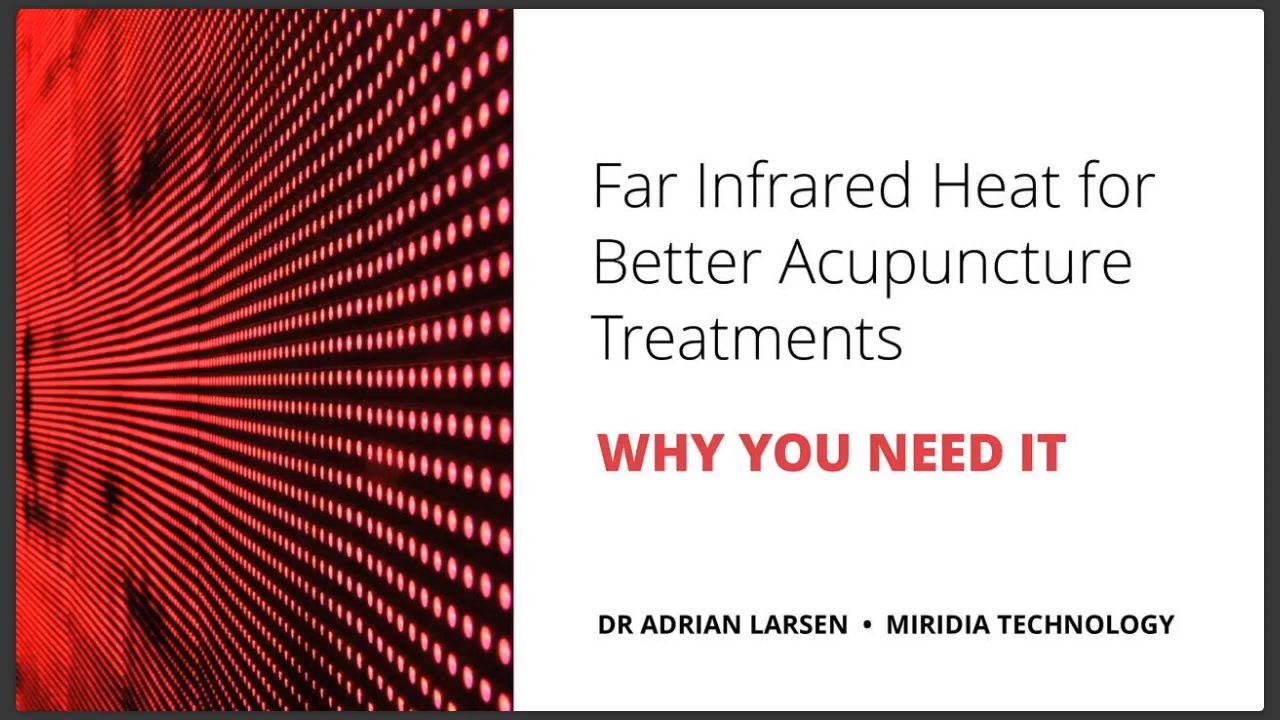 Far Infrared Heat for
Better Acupuncture
Treatments
WHY YOU NEED IT
DR ADRIAN LARSEN • MIRIDIA TECHNOLOGY